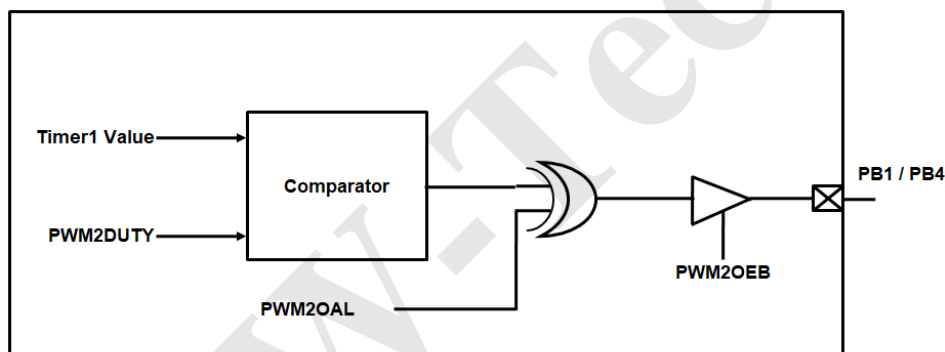 Timer1 Value
Comparator
PB1 / PB4
PWM2DUTY
PWM2OEB
PWM2OAL